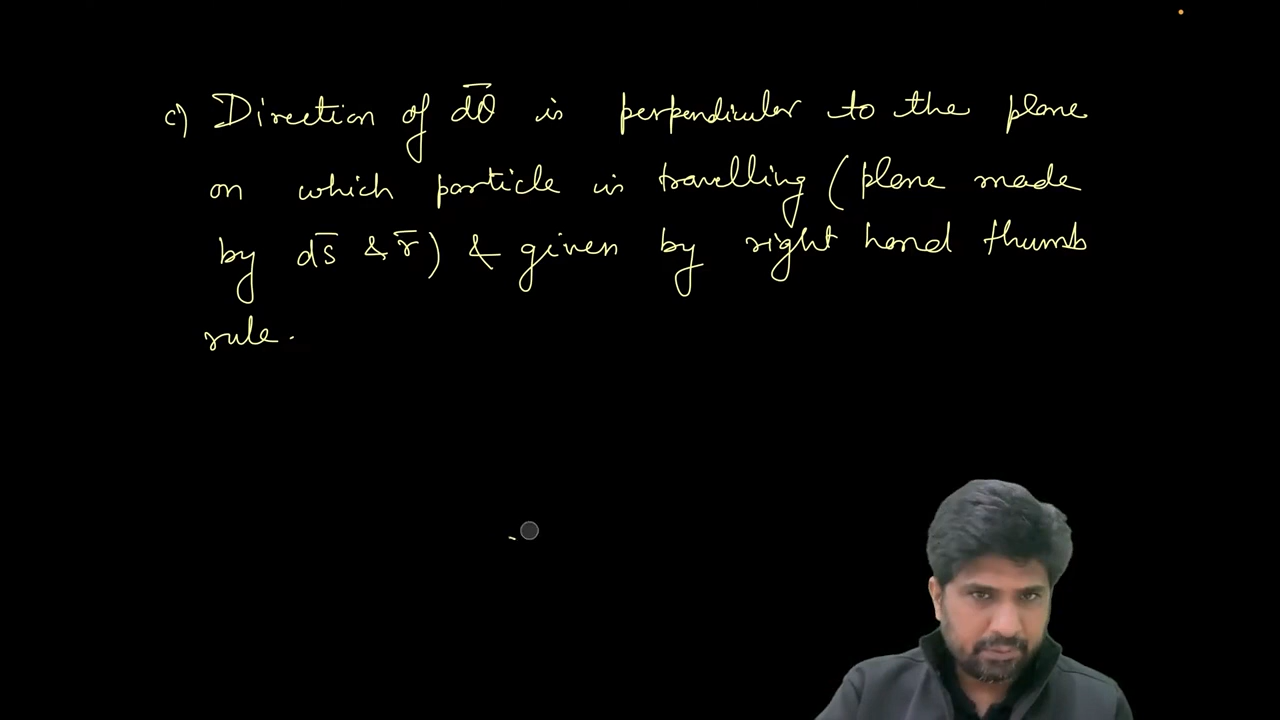 c) Direction of d͞θ is perpendicular to the plane
on which particle is travelling (plane made
by ds̅ & r̅) & given by right hand thumb
rule.